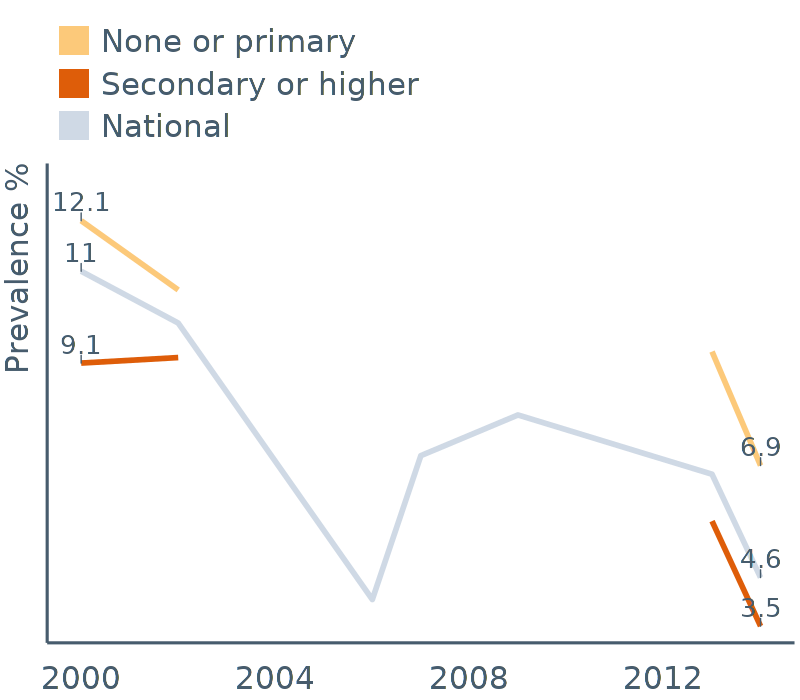 None or primary
Secondary or higher
National
Prevalence %
12.1
11
9.1
6.9
4.6
3.5
2000 2004 2008 2012